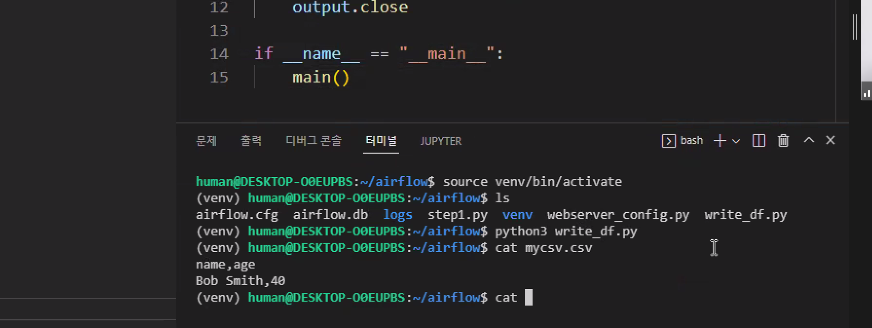 12 output.close
13
14 if __name__ == "__main__":
15 main()
문제 출력 디버그 콘솔 터미널 JUPYTER bash
human@DESKTOP-O0EUPBS:~/airflow$ source venv/bin/activate
(venv) human@DESKTOP-O0EUPBS:~/airflow$ ls
airflow.cfg airflow.db logs step1.py venv webserver_config.py write_df.py
(venv) human@DESKTOP-O0EUPBS:~/airflow$ python3 write_df.py
(venv) human@DESKTOP-O0EUPBS:~/airflow$ cat mycsv.csv
name,age
Bob Smith,40
(venv) human@DESKTOP-O0EUPBS:~/airflow$ cat